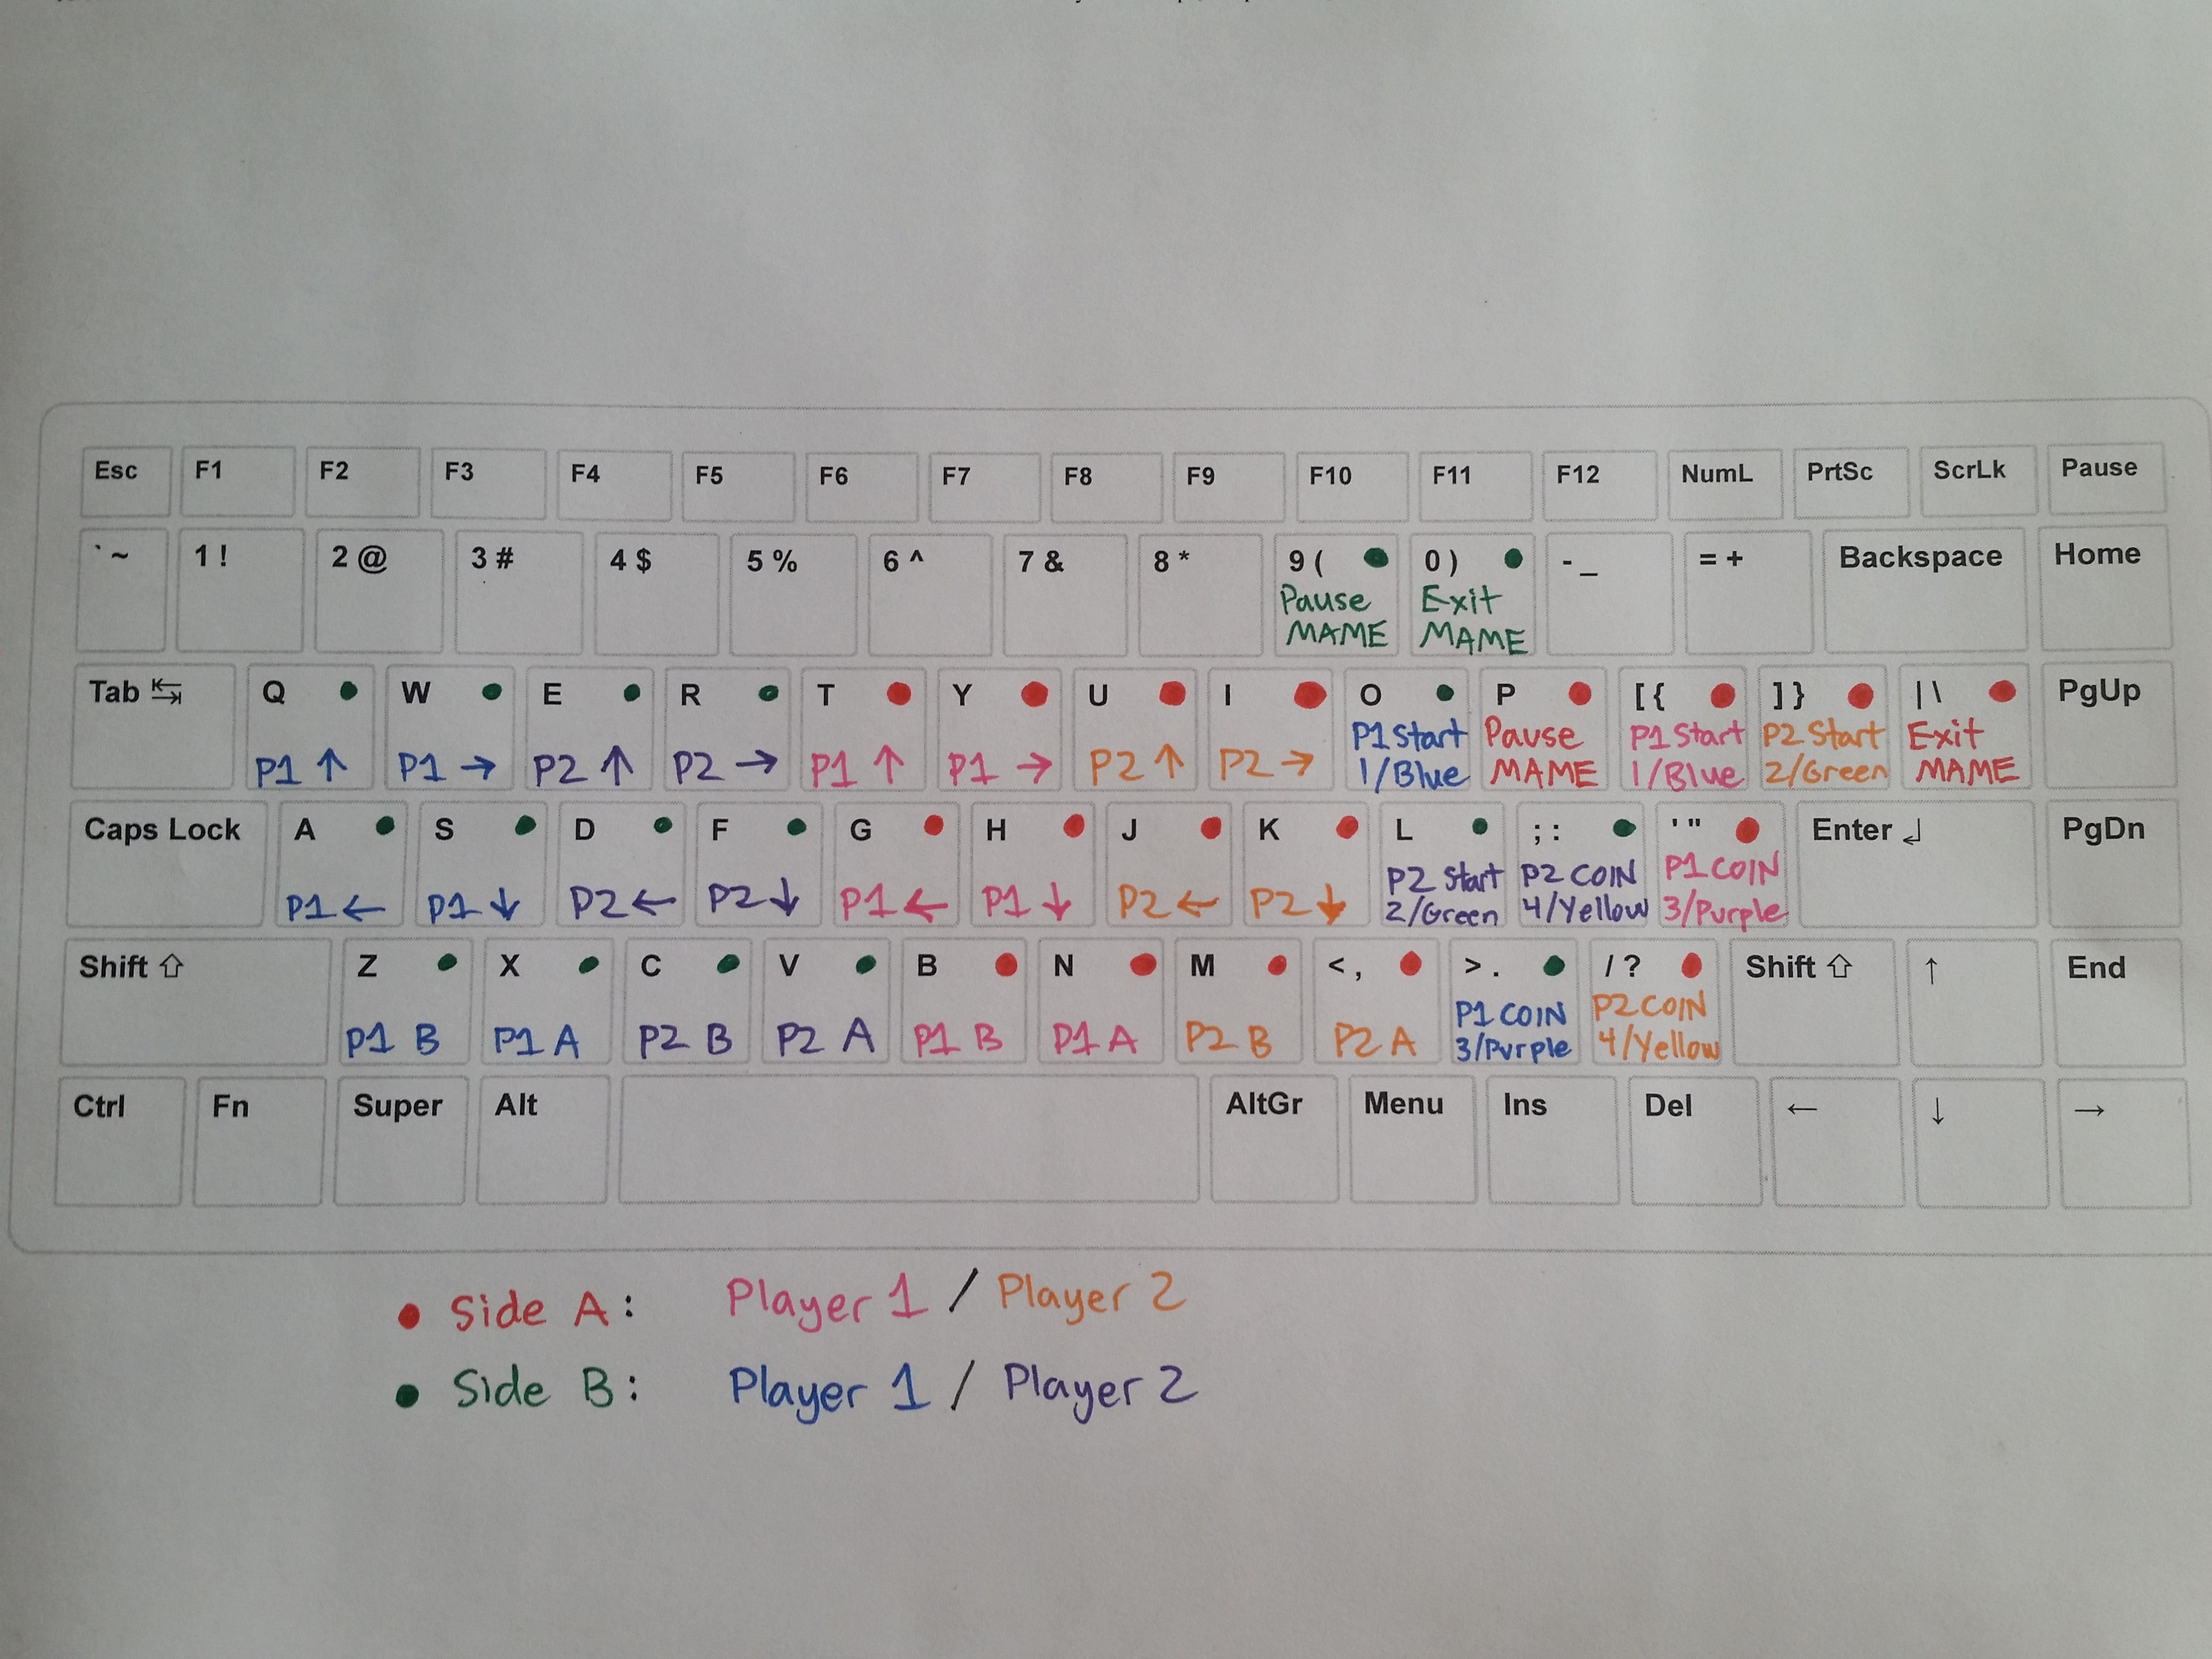 Esc F1 F2 F3 F4 F5 F6 F7 F8 F9 F10 F11 F12 NumL PrtSc ScrLk Pause
` ~ 1 ! 2 @ 3 # 4 $ 5 % 6 ^ 7 & 8 * 9 ( 0 ) - _ = + Backspace Home
Pause Exit
MAME MAME
Tab Q W E R T Y U I O P [ { ] } | \ PgUp
P1 Start Pause P1 Start P2 Start Exit
P1 ↑ P1 → P2 ↑ P2 → P1 ↑ P1 → P2 ↑ P2 → 1/Blue MAME 1/Blue 2/Green MAME
Caps Lock A S D F G H J K L ; : ' " Enter ↲ PgDn
P2 Start P2 COIN P1 COIN
P1 ← P1 ↓ P2 ← P2 ↓ P1 ← P1 ↓ P2 ← P2 ↓ 2/Green 4/Yellow 3/Purple
Shift ⇧ Z X C V B N M < , > . / ? Shift ⇧ ↑ End
P1 COIN P2 COIN
P1 B P1 A P2 B P2 A P1 B P1 A P2 B P2 A 3/Purple 4/Yellow
Ctrl Fn Super Alt AltGr Menu Ins Del ← ↓ →
Side A: Player 1 / Player 2
Side B: Player 1 / Player 2